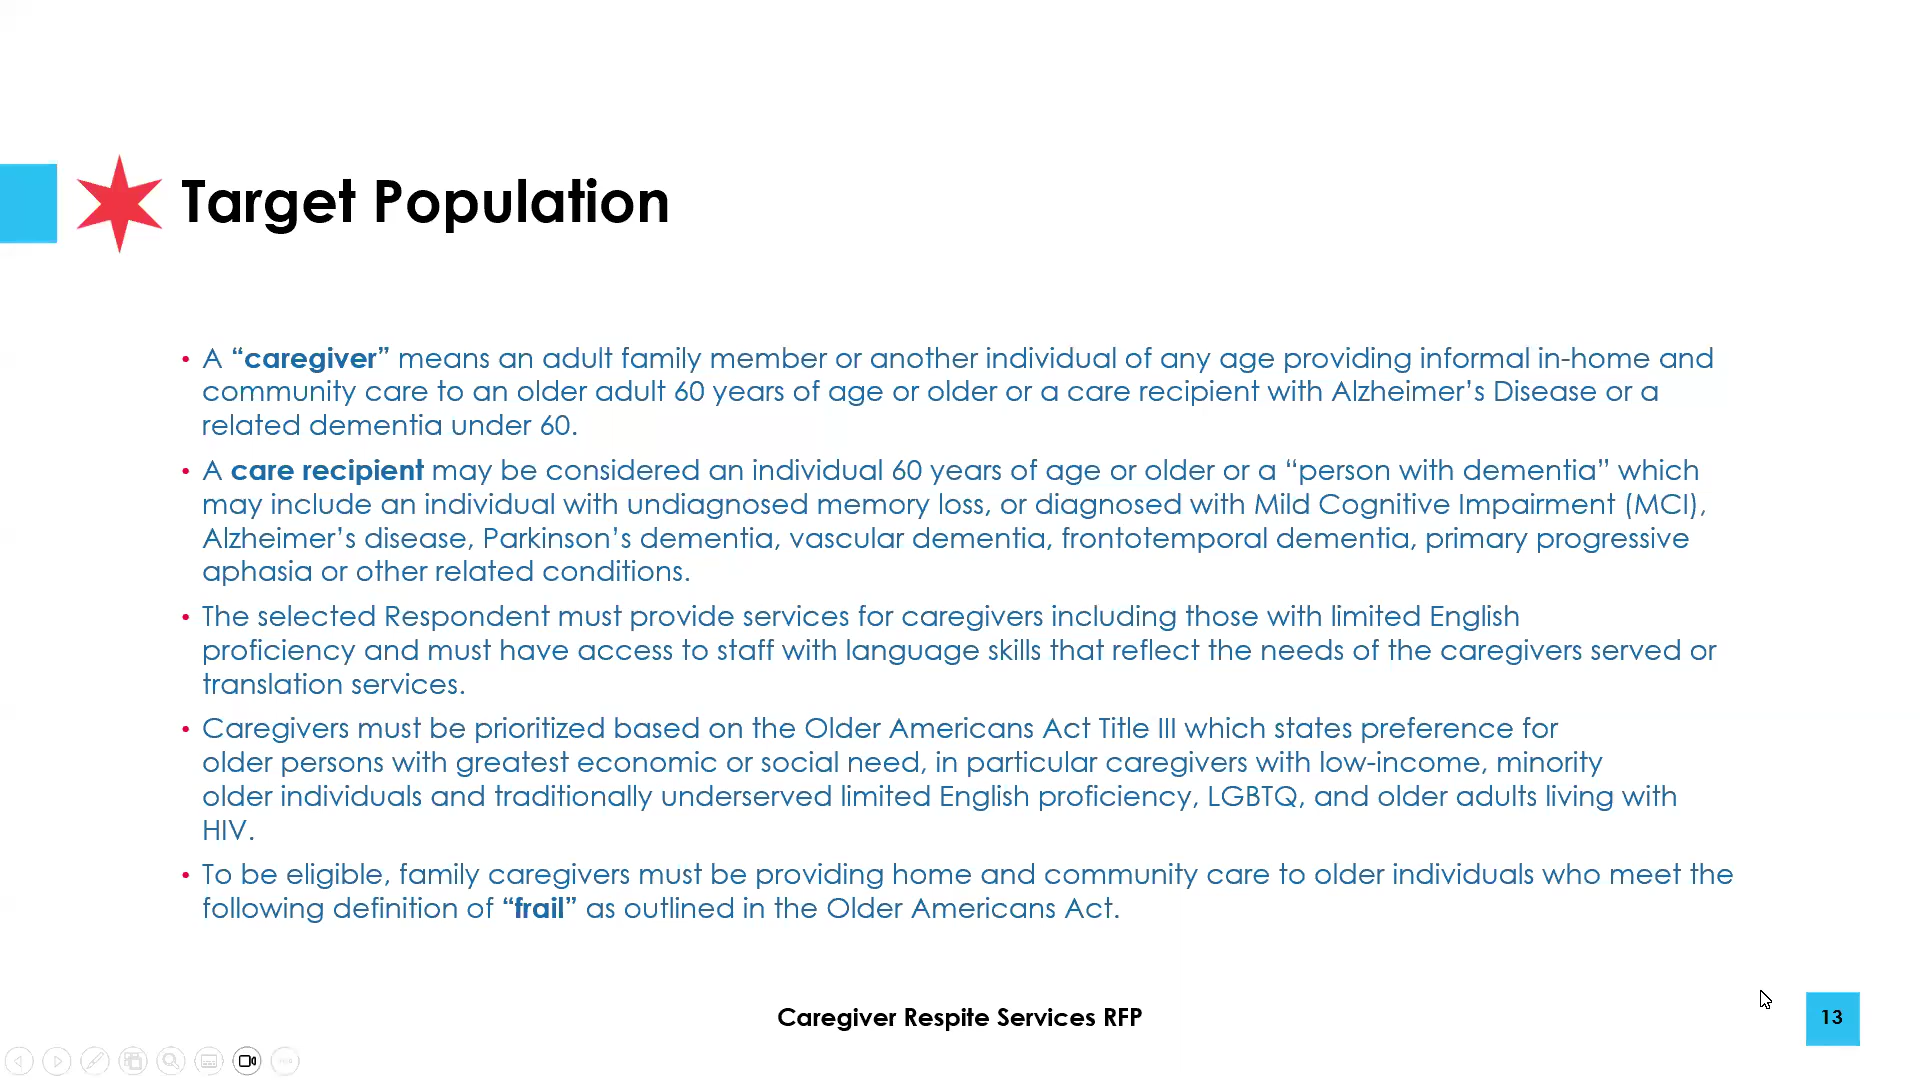 Target Population
• A “caregiver” means an adult family member or another individual of any age providing informal in-home and
community care to an older adult 60 years of age or older or a care recipient with Alzheimer’s Disease or a
related dementia under 60.
• A care recipient may be considered an individual 60 years of age or older or a “person with dementia” which
may include an individual with undiagnosed memory loss, or diagnosed with Mild Cognitive Impairment (MCI),
Alzheimer’s disease, Parkinson’s dementia, vascular dementia, frontotemporal dementia, primary progressive
aphasia or other related conditions.
• The selected Respondent must provide services for caregivers including those with limited English
proficiency and must have access to staff with language skills that reflect the needs of the caregivers served or
translation services.
• Caregivers must be prioritized based on the Older Americans Act Title III which states preference for
older persons with greatest economic or social need, in particular caregivers with low-income, minority
older individuals and traditionally underserved limited English proficiency, LGBTQ, and older adults living with
HIV.
• To be eligible, family caregivers must be providing home and community care to older individuals who meet the
following definition of “frail” as outlined in the Older Americans Act.
Caregiver Respite Services RFP
13